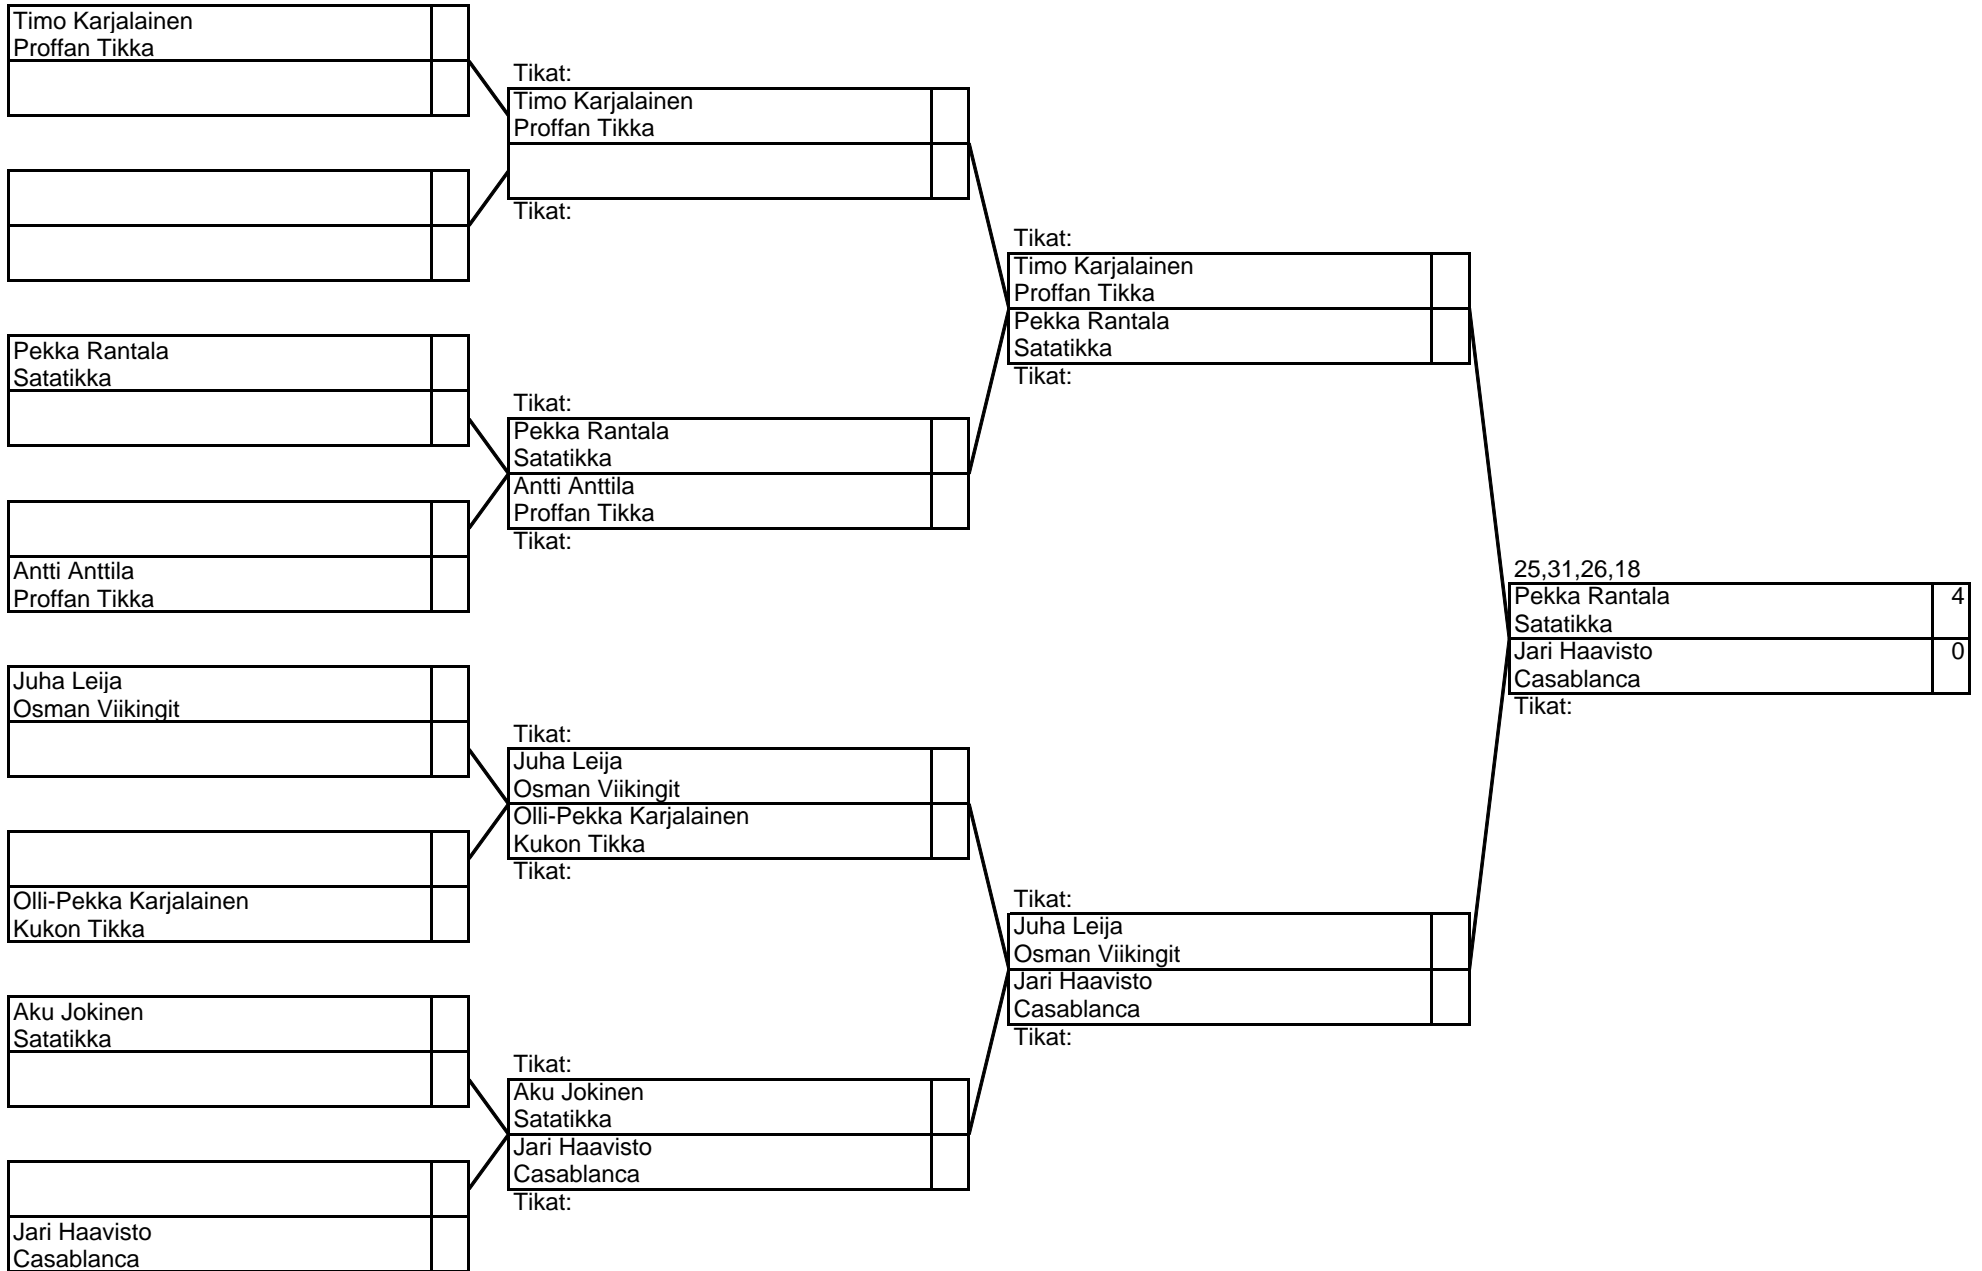 Timo Karjalainen
Proffan Tikka
Pekka Rantala
Satatikka
Antti Anttila
Proffan Tikka
Juha Leija
Osman Viikingit
Olli-Pekka Karjalainen
Kukon Tikka
Aku Jokinen
Satatikka
Jari Haavisto
Casablanca
Tikat:
Timo Karjalainen
Proffan Tikka
Tikat:
Tikat:
Pekka Rantala
Satatikka
Antti Anttila
Proffan Tikka
Tikat:
Tikat:
Juha Leija
Osman Viikingit
Olli-Pekka Karjalainen
Kukon Tikka
Tikat:
Tikat:
Aku Jokinen
Satatikka
Jari Haavisto
Casablanca
Tikat:
Tikat:
Timo Karjalainen
Proffan Tikka
Pekka Rantala
Satatikka
Tikat:
Tikat:
Juha Leija
Osman Viikingit
Jari Haavisto
Casablanca
Tikat:
25,31,26,18
Pekka Rantala 4
Satatikka
Jari Haavisto 0
Casablanca
Tikat: